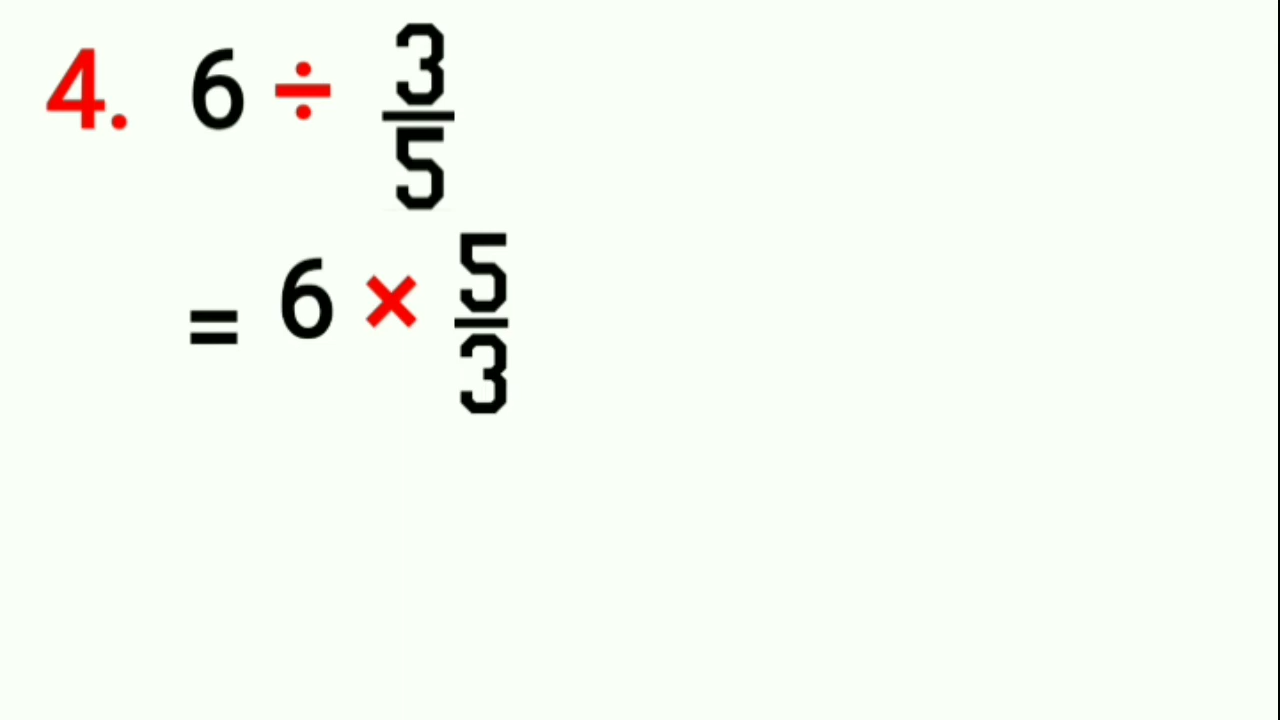 4. 6 ÷ 3/5
= 6 × 5/3